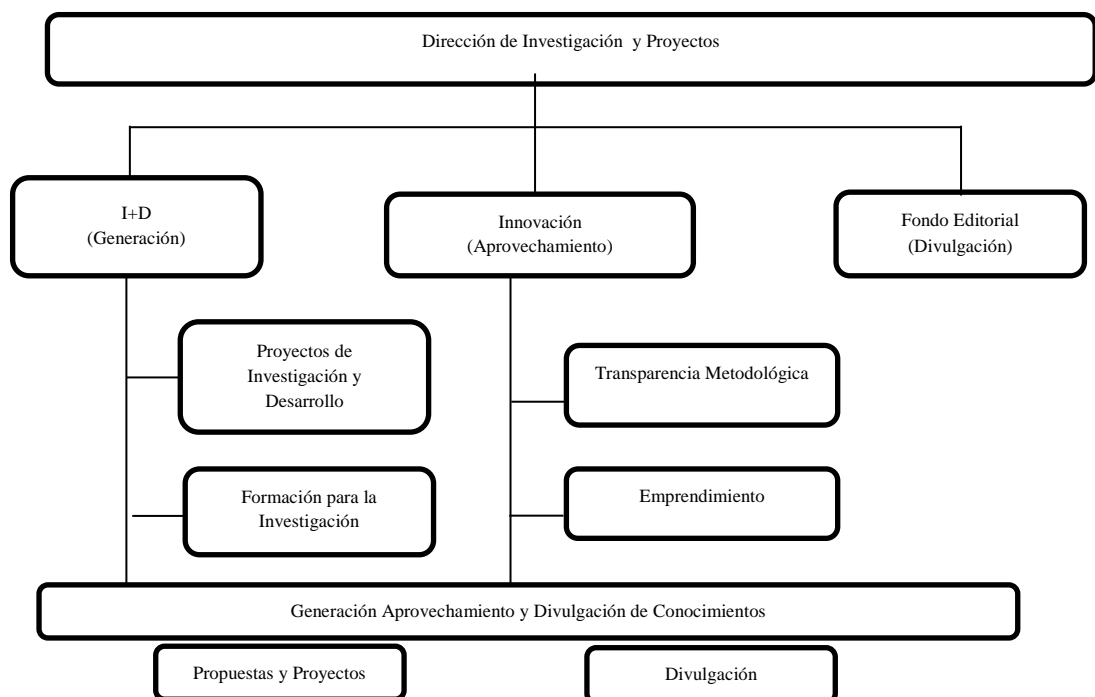 Dirección de Investigación y Proyectos
I+D
(Generación)
Innovación
(Aprovechamiento)
Fondo Editorial
(Divulgación)
Proyectos de
Investigación y
Desarrollo
Transparencia Metodológica
Formación para la
Investigación
Emprendimiento
Generación Aprovechamiento y Divulgación de Conocimientos
Propuestas y Proyectos
Divulgación